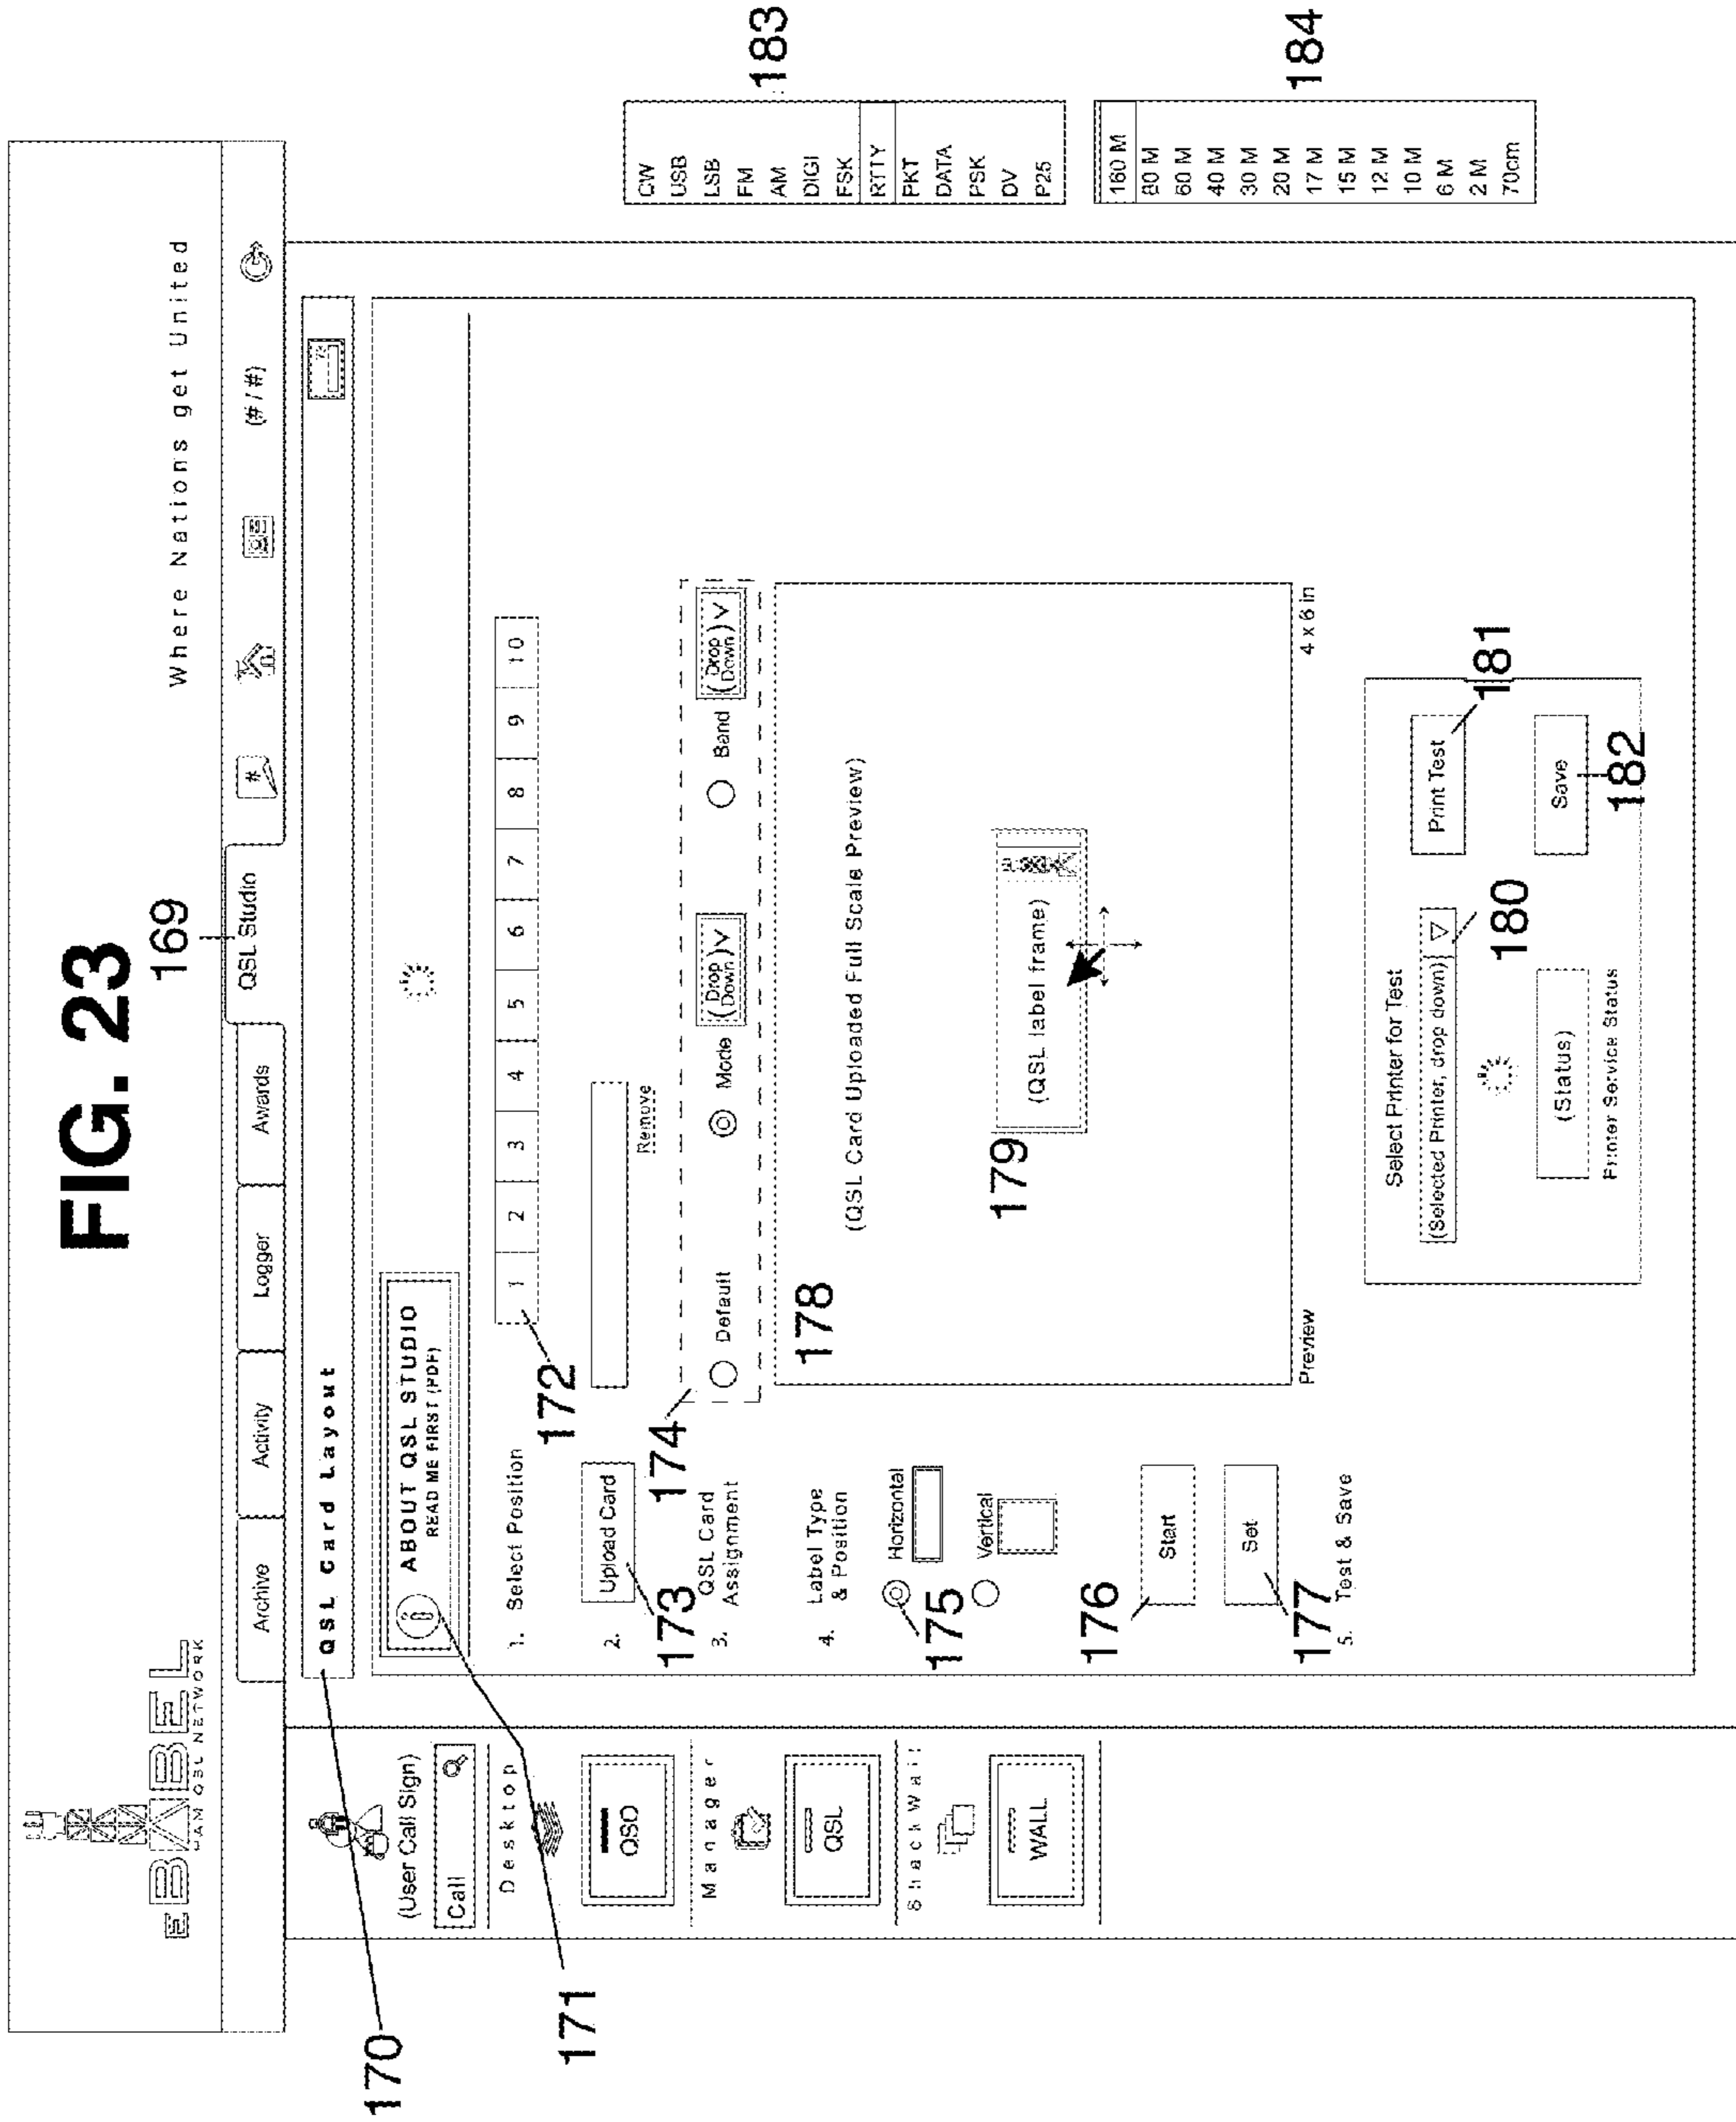 FIG. 23
EBABEL
HAM QSL NETWORK
Where Nations get United
169
Archive
Activity
Logger
Awards
QSL Studio
#
(# / #)
170
QSL Card Layout
73
(User Call Sign)
Call
Desktop
QSO
Manager
QSL
Shack Wall
WALL
171
ABOUT QSL STUDIO
READ ME FIRST (PDF)
1. Select Position
172
1 2 3 4 5 6 7 8 9 10
2. Upload Card
173
Remove
3. QSL Card
Assignment
174
Default
Mode
(Drop
Down) V
Band
(Drop
Down) V
4. Label Type
& Position
175
Horizontal
Vertical
176
Start
177
Set
178
(QSL Card Uploaded Full Scale Preview)
179
(QSL label frame)
Preview
4 x 6 in
5. Test & Save
Select Printer for Test
(Selected Printer, drop down)
180
Print Test
181
(Status)
Printer Service Status
Save
182
183
CW
USB
LSB
FM
AM
DIGI
FSK
RTTY
PKT
DATA
PSK
DV
P25
184
160 M
80 M
60 M
40 M
30 M
20 M
17 M
15 M
12 M
10 M
6 M
2 M
70cm